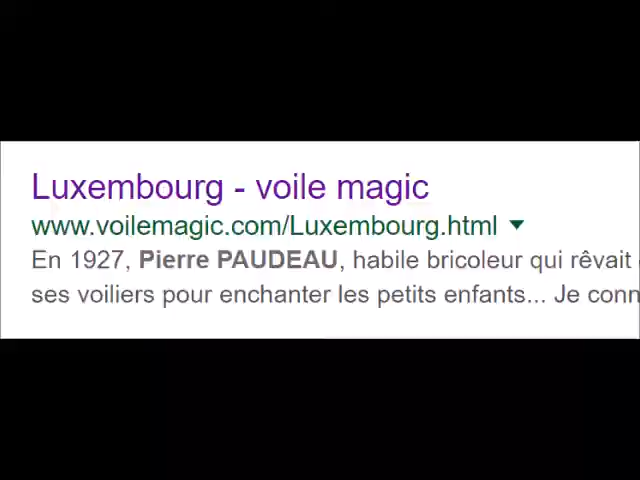 Luxembourg - voile magic
www.voilemagic.com/Luxembourg.html
En 1927, Pierre PAUDEAU, habile bricoleur qui rêvait
ses voiliers pour enchanter les petits enfants... Je